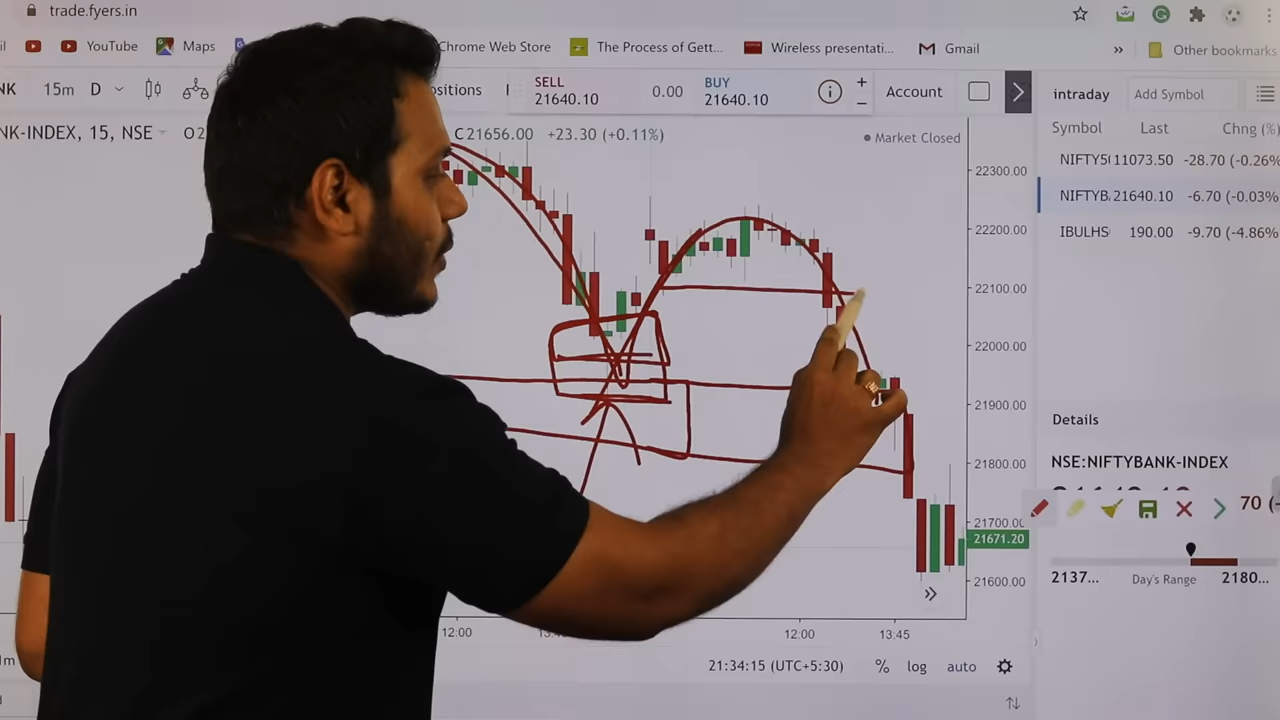 trade.fyers.in
YouTube Maps Chrome Web Store The Process of Gett... Wireless presentati... Gmail » Other bookmarks
NK 15m D ositions SELL 21640.10 0.00 BUY 21640.10 + − Account intraday Add Symbol
NK-INDEX, 15, NSE O2 C21656.00 +23.30 (+0.11%) Market Closed
Symbol Last Chng (%)
NIFTY5 11073.50 -28.70 (-0.26%
NIFTYB. 21640.10 -6.70 (-0.03%
IBULHS 190.00 -9.70 (-4.86%
22300.00
22200.00
22100.00
22000.00
21900.00
21800.00
21700.00
21671.20
21600.00
Details
NSE:NIFTYBANK-INDEX
70 (-
2137... Day's Range 2180...
12:00 12:00 13:45
21:34:15 (UTC+5:30) % log auto